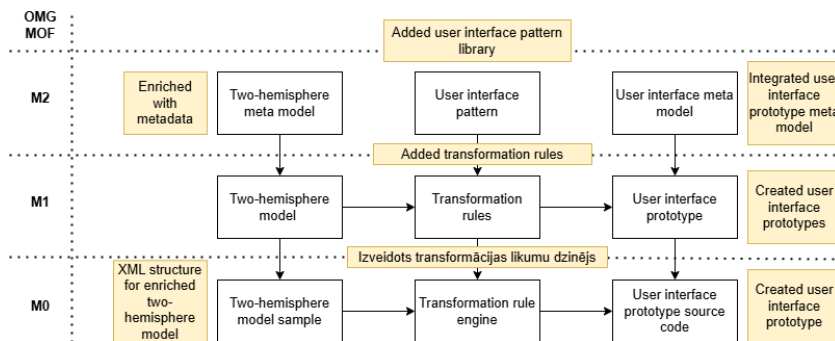 OMG
MOF
Added user interface pattern
library
M2
Enriched
with
metadata
Two-hemisphere
meta model
User interface
pattern
User interface meta
model
Integrated user
interface
prototype meta
model
Added transformation rules
M1
Two-hemisphere
model
Transformation
rules
User interface
prototype
Created user
interface
prototypes
Izveidots transformācijas likumu dzinējs
M0
XML structure
for enriched
two-
hemisphere
model
Two-hemisphere
model sample
Transformation rule
engine
User interface
prototype source
code
Created user
interface
prototype